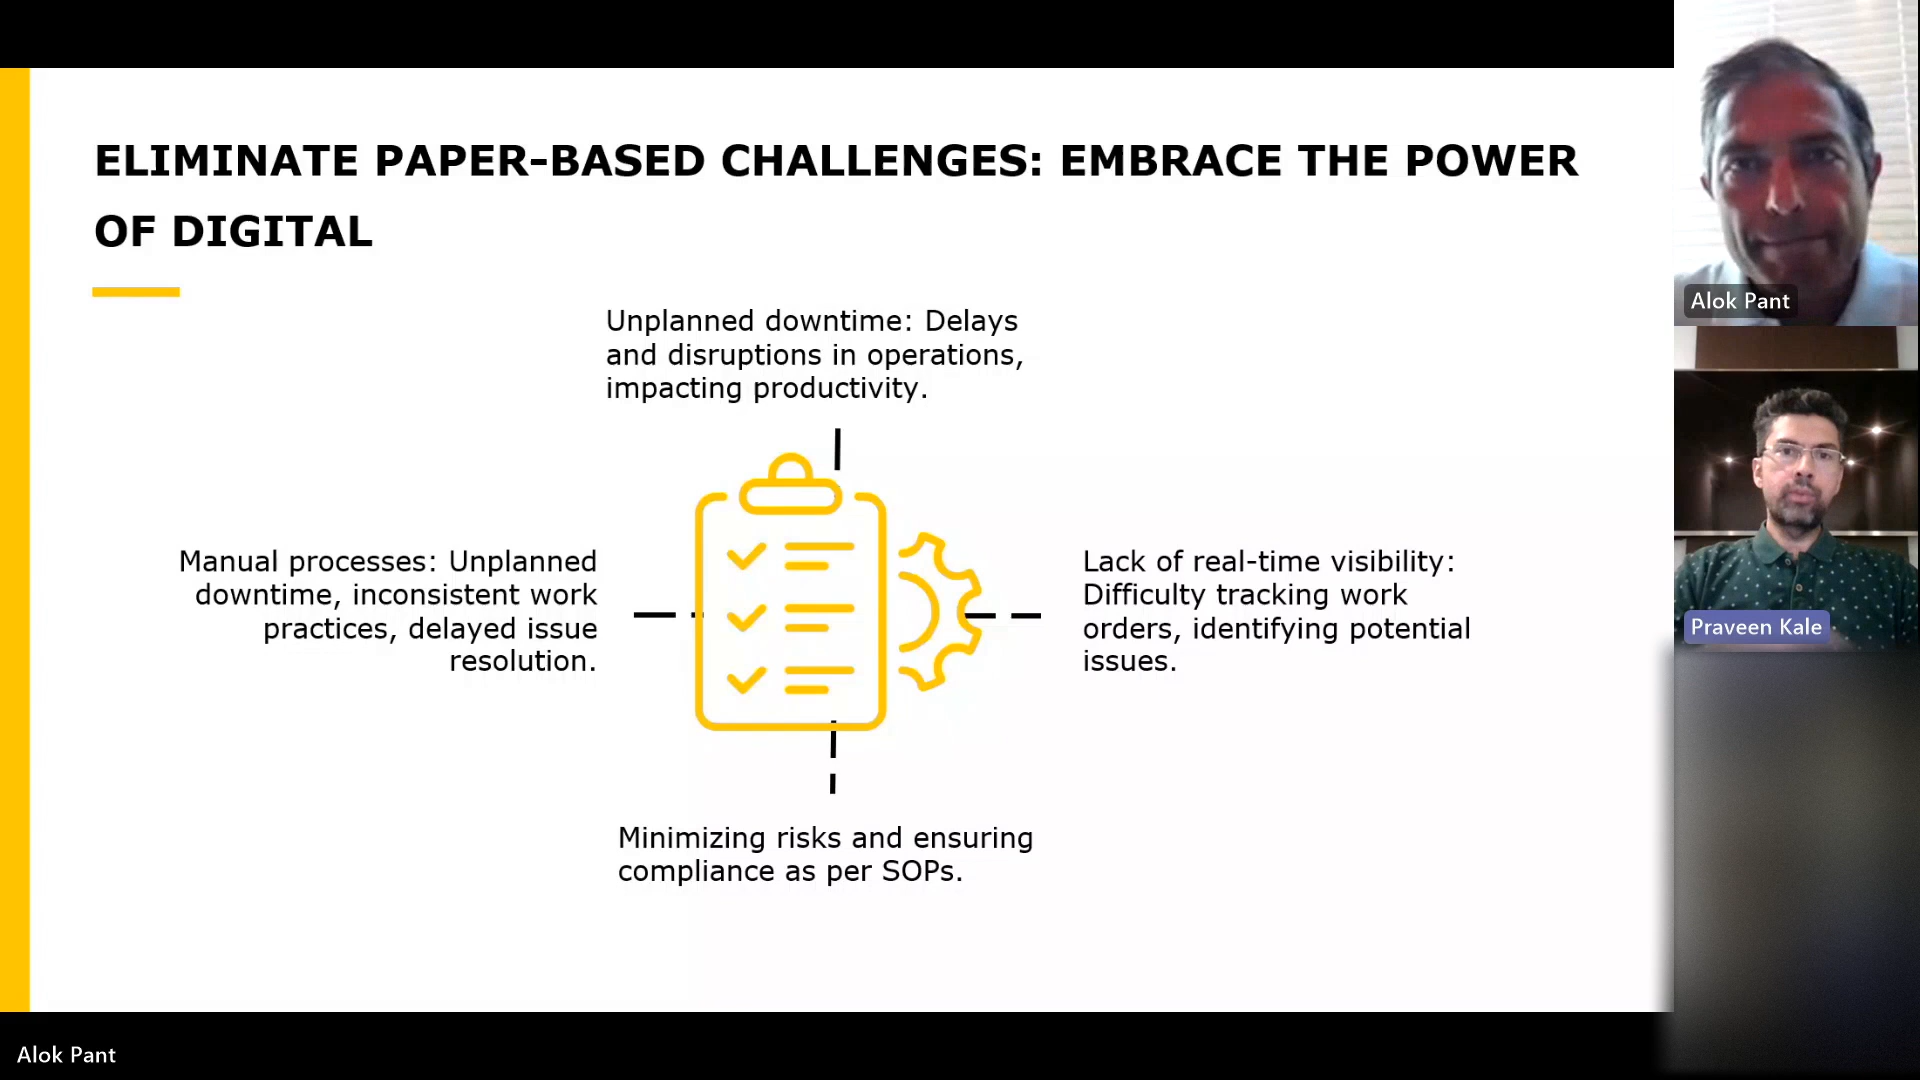 ELIMINATE PAPER-BASED CHALLENGES: EMBRACE THE POWER
OF DIGITAL
Unplanned downtime: Delays
and disruptions in operations,
impacting productivity.
Manual processes: Unplanned
downtime, inconsistent work
practices, delayed issue
resolution.
Lack of real-time visibility:
Difficulty tracking work
orders, identifying potential
issues.
Minimizing risks and ensuring
compliance as per SOPs.
Alok Pant
Praveen Kale
Alok Pant